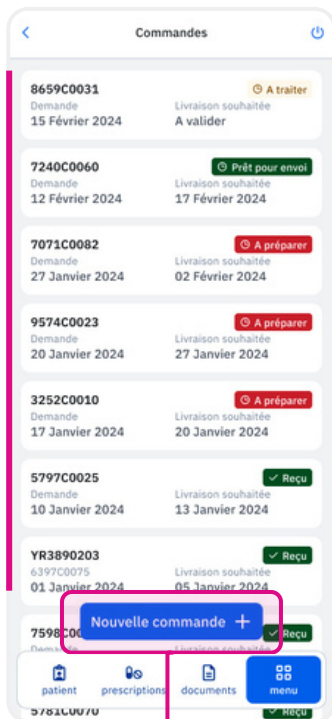 Commandes
8659C0031 A traiter
Demande Livraison souhaitée
15 Février 2024 A valider
7240C0060 Prêt pour envoi
Demande Livraison souhaitée
12 Février 2024 17 Février 2024
7071C0082 A préparer
Demande Livraison souhaitée
27 Janvier 2024 02 Février 2024
9574C0023 A préparer
Demande Livraison souhaitée
20 Janvier 2024 27 Janvier 2024
3252C0010 A préparer
Demande Livraison souhaitée
17 Janvier 2024 20 Janvier 2024
5797C0025 Reçu
Demande Livraison souhaitée
10 Janvier 2024 13 Janvier 2024
YR3890203 Reçu
6397C0075 Livraison souhaitée
01 Janvier 2024 05 Janvier 2024
Nouvelle commande +
7598C00 Reçu
patient prescriptions documents menu
5781C0070 Reçu